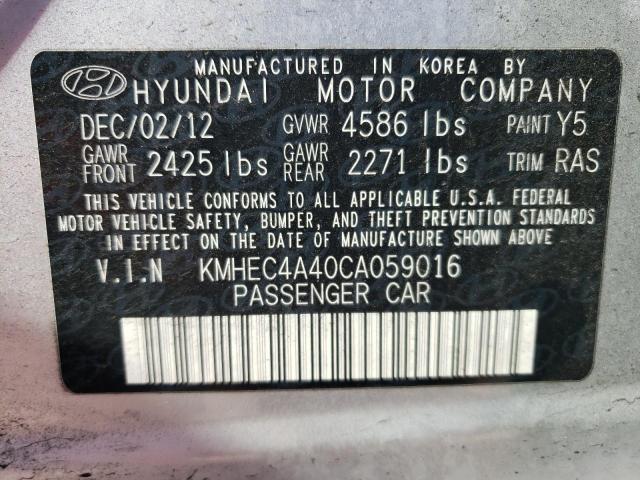 MANUFACTURED IN KOREA BY
HYUNDAI MOTOR COMPANY
DEC/02/12 GVWR 4586 lbs PAINT Y5
GAWR FRONT 2425 lbs GAWR REAR 2271 lbs TRIM RAS
THIS VEHICLE CONFORMS TO ALL APPLICABLE U.S.A. FEDERAL
MOTOR VEHICLE SAFETY, BUMPER, AND THEFT PREVENTION STANDARDS
IN EFFECT ON THE DATE OF MANUFACTURE SHOWN ABOVE.
V.I.N KMHEC4A40CA059016
PASSENGER CAR